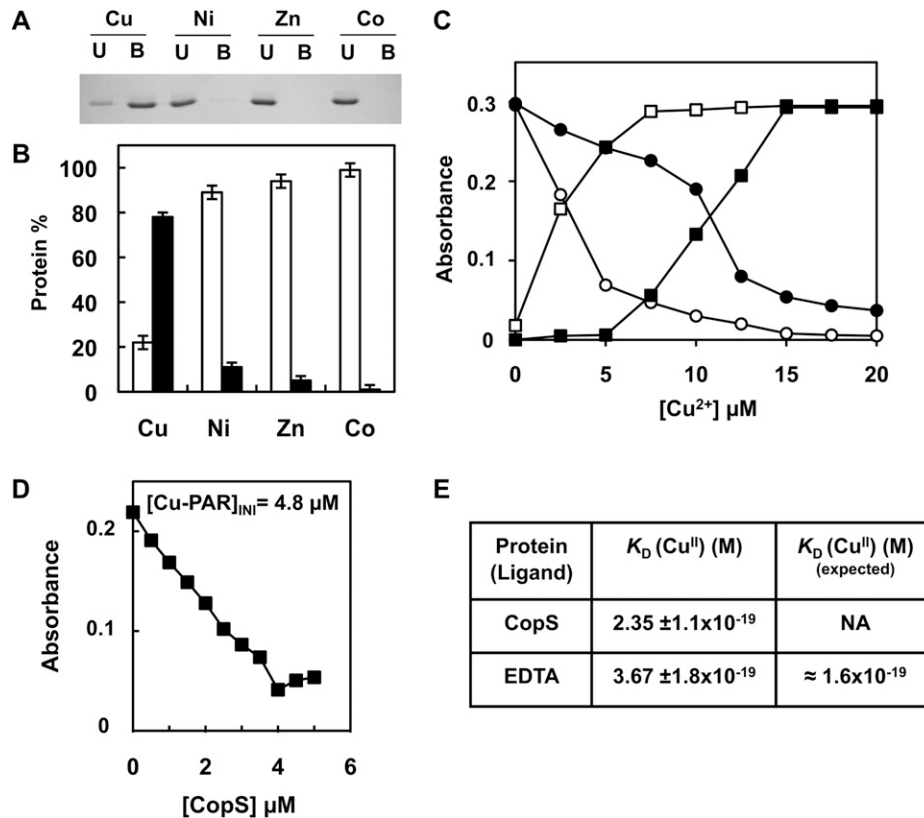 A
Cu Ni Zn Co
U B U B U B U B
B
100
80
60
40
20
0
Protein %
Cu Ni Zn Co
C
0.3
0.2
0.1
0
Absorbance
0 5 10 15 20
[Cu²⁺] µM
D
[Cu-PAR]INI= 4.8 µM
0.2
0.1
0
Absorbance
0 2 4 6
[CopS] µM
E
Protein (Ligand) KD (Cuᴵᴵ) (M) KD (Cuᴵᴵ) (M) (expected)
CopS 2.35 ±1.1x10⁻¹⁹ NA
EDTA 3.67 ±1.8x10⁻¹⁹ ≈ 1.6x10⁻¹⁹